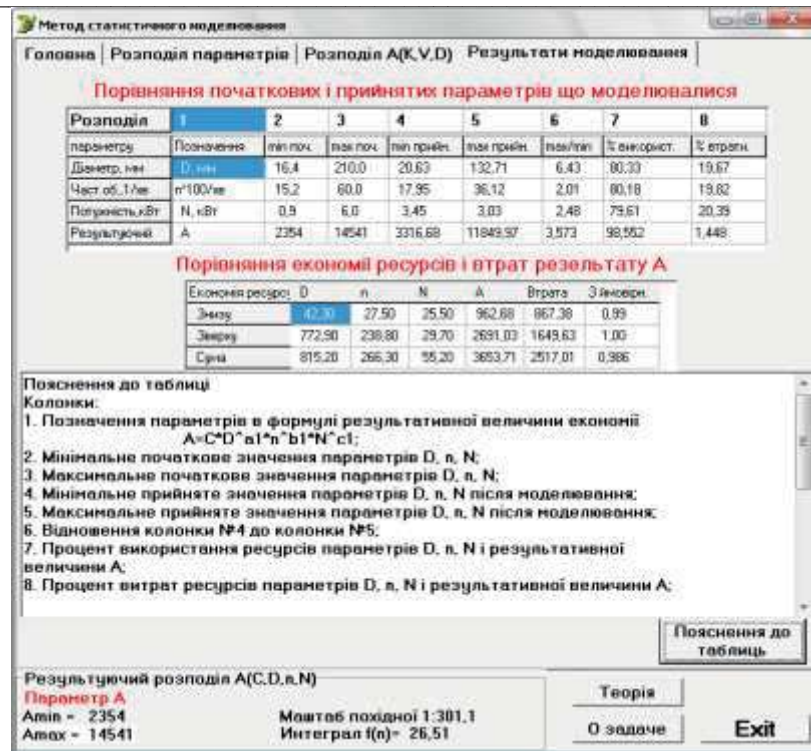 Метод статистичного моделювання
Головна Розподіл параметрів Розподіл A(K,V,D) Результати моделювання
Порівняння початкових і прийнятих параметрів що моделювалися
Розподіл 1 2 3 4 5 6 7 8
параметру Позначення min поч. max поч. min прийн. max прийн. max/min % використ. % втрати.
Діаметр, мм D, мм 16,4 210,0 20,63 132,71 6,43 80,33 19,67
Част.об.,1/хв n*100/хв 15,2 60,0 17,95 36,12 2,01 80,18 19,82
Потужність,кВт N, кВт 0,9 6,0 3,45 3,03 2,48 79,61 20,39
Результуючий A 2354 14541 3316,68 11849,97 3,573 98,552 1,448
Порівняння економії ресурсів і втрат резельтату A
Економія ресурсу D n N A Втрата З ймовірн.
Знизу 42,30 27,50 25,50 962,68 867,38 0,99
Зверху 772,90 238,80 29,70 2691,03 1649,63 1,00
Сума 815,20 266,30 55,20 3653,71 2517,01 0,986
Пояснення до таблиці
Колонки:
1. Позначення параметрів в формулі результативної величини економії
A=C*D^a1*n^b1*N^c1;
2. Мінімальне початкове значення параметрів D, n, N;
3. Максимальне початкове значення параметрів D, n, N;
4. Мінімальне прийняте значення параметрів D, n, N після моделювання;
5. Максимальне прийняте значення параметрів D, n, N після моделювання;
6. Відношення колонки №4 до колонки №5;
7. Процент використання ресурсів параметрів D, n, N і результативної
величини A;
8. Процент витрат ресурсів параметрів D, n, N і результативної величини A;
Пояснення до
таблиць
Результуючий розподіл A(C,D,n,N)
Параметр A
Amin = 2354 Маштаб похідної 1:301,1
Amax = 14541 Интеграл f(n)= 26,51
Теорія
О задаче
Exit